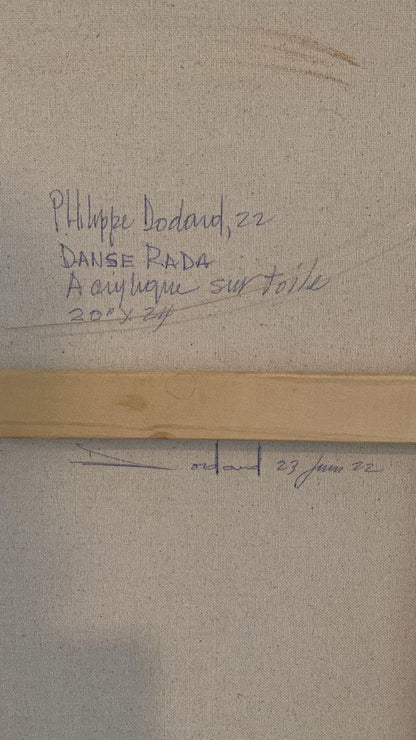 Philippe Dodard, 22
DANSE RADA
Acrylique sur toile
20" X 24
Dodard 23 Juin 22